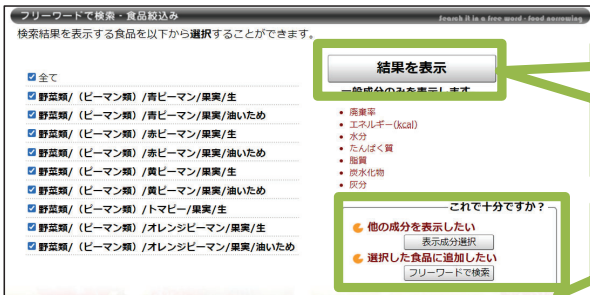 フリーワードで検索・食品絞込み
Search it in a free word - food narrowing
検索結果を表示する食品を以下から選択することができます。
全て
野菜類/（ピーマン類）/青ピーマン/果実/生
野菜類/（ピーマン類）/青ピーマン/果実/油いため
野菜類/（ピーマン類）/赤ピーマン/果実/生
野菜類/（ピーマン類）/赤ピーマン/果実/油いため
野菜類/（ピーマン類）/黄ピーマン/果実/生
野菜類/（ピーマン類）/黄ピーマン/果実/油いため
野菜類/（ピーマン類）/トマピー/果実/生
野菜類/（ピーマン類）/オレンジピーマン/果実/生
野菜類/（ピーマン類）/オレンジピーマン/果実/油いため
結果を表示
一般成分のみを表示します
廃棄率
エネルギー(kcal)
水分
たんぱく質
脂質
炭水化物
灰分
これで十分ですか？
他の成分を表示したい
表示成分選択
選択した食品に追加したい
フリーワードで検索